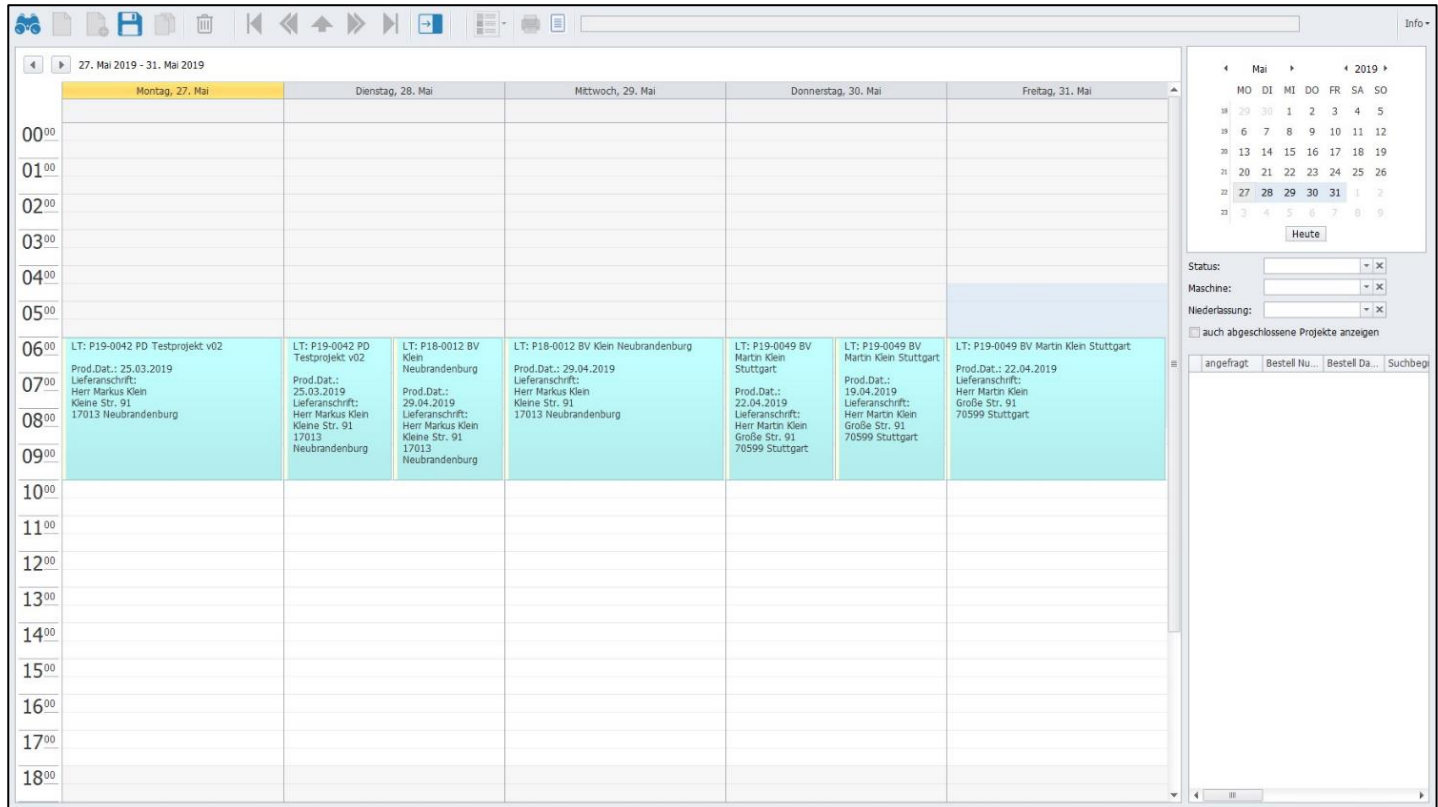 Info
27. Mai 2019 - 31. Mai 2019
Montag, 27. Mai
Dienstag, 28. Mai
Mittwoch, 29. Mai
Donnerstag, 30. Mai
Freitag, 31. Mai
00 00
01 00
02 00
03 00
04 00
05 00
06 00
07 00
08 00
09 00
10 00
11 00
12 00
13 00
14 00
15 00
16 00
17 00
18 00
LT: P19-0042 PD Testprojekt v02
Prod.Dat.: 25.03.2019
Lieferanschrift:
Herr Markus Klein
Kleine Str. 91
17013 Neubrandenburg
LT: P19-0042 PD
Testprojekt v02
Prod.Dat.:
25.03.2019
Lieferanschrift:
Herr Markus Klein
Kleine Str. 91
17013
Neubrandenburg
LT: P18-0012 BV
Klein
Neubrandenburg
Prod.Dat.:
29.04.2019
Lieferanschrift:
Herr Markus Klein
Kleine Str. 91
17013
Neubrandenburg
LT: P18-0012 BV Klein Neubrandenburg
Prod.Dat.: 29.04.2019
Lieferanschrift:
Herr Markus Klein
Kleine Str. 91
17013 Neubrandenburg
LT: P19-0049 BV
Martin Klein
Stuttgart
Prod.Dat.:
22.04.2019
Lieferanschrift:
Herr Martin Klein
Große Str. 91
70599 Stuttgart
LT: P19-0049 BV
Martin Klein Stuttgart
Prod.Dat.:
19.04.2019
Lieferanschrift:
Herr Martin Klein
Große Str. 91
70599 Stuttgart
LT: P19-0049 BV Martin Klein Stuttgart
Prod.Dat.: 22.04.2019
Lieferanschrift:
Herr Martin Klein
Große Str. 91
70599 Stuttgart
Mai 2019
MO DI MI DO FR SA SO
18 29 30 1 2 3 4 5
19 6 7 8 9 10 11 12
20 13 14 15 16 17 18 19
21 20 21 22 23 24 25 26
22 27 28 29 30 31 1 2
23 3 4 5 6 7 8 9
Heute
Status:
Maschine:
Niederlassung:
auch abgeschlossene Projekte anzeigen
angefragt Bestell Nu... Bestell Da... Suchbegr